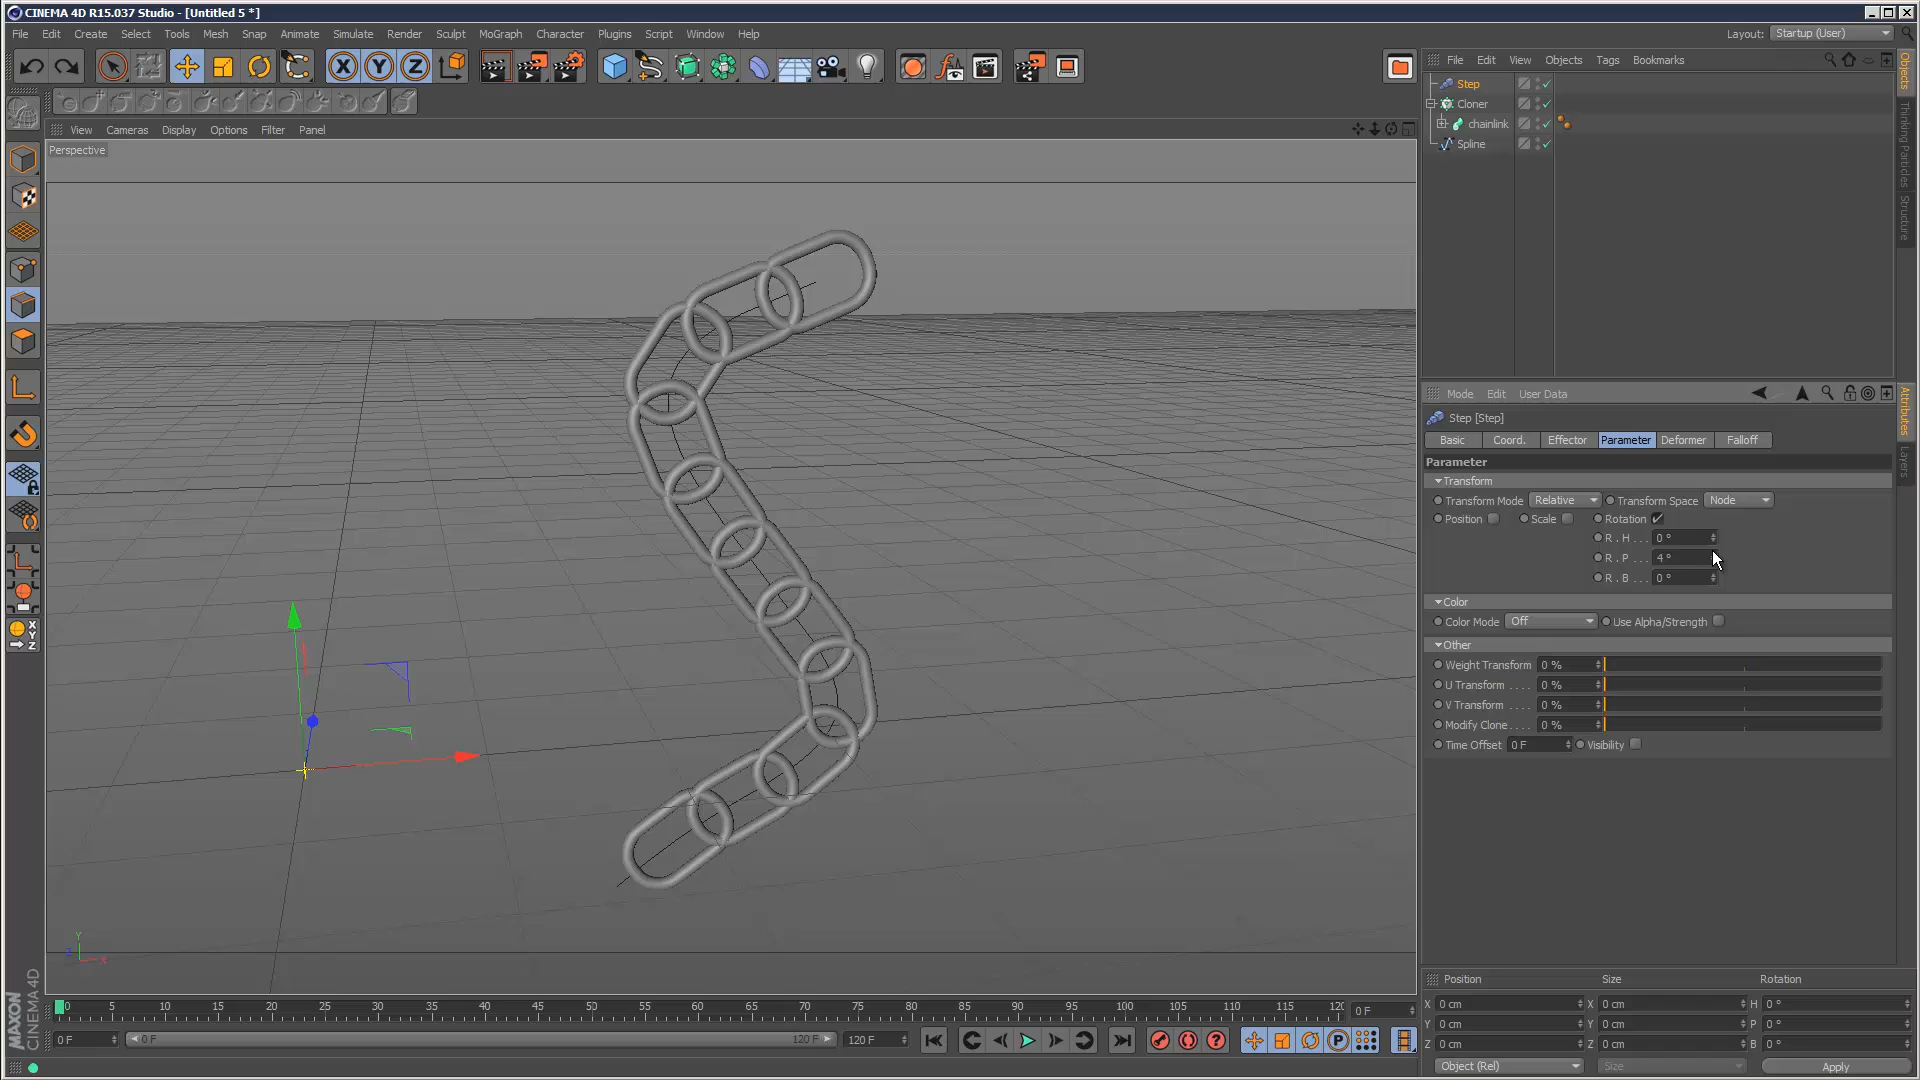 CINEMA 4D R15.037 Studio - [Untitled 5 *]
File Edit Create Select Tools Mesh Snap Animate Simulate Render Sculpt MoGraph Character Plugins Script Window Help
Layout: Startup (User)
X Y Z
File Edit View Objects Tags Bookmarks
Objects
Thinking Particles
Structure
Step
Cloner
chainlink
Spline
View Cameras Display Options Filter Panel
Perspective
Mode Edit User Data
Attributes
Layers
Step [Step]
Basic Coord. Effector Parameter Deformer Falloff
Parameter
Transform
Transform Mode Relative Transform Space Node
Position Scale Rotation
R . H . . . 0 °
R . P . . . 4 °
R . B . . . 0 °
Color
Color Mode Off Use Alpha/Strength
Other
Weight Transform 0 %
U Transform . . . . 0 %
V Transform . . . . 0 %
Modify Clone . . . . 0 %
Time Offset 0 F Visibility
X Y Z
Y
Z X
MAXON CINEMA 4D
0 5 10 15 20 25 30 35 40 45 50 55 60 65 70 75 80 85 90 95 100 105 110 115 0 F
0 F 0 F 120 F 120 F
P
Position Size Rotation
X 0 cm X 0 cm H 0 °
Y 0 cm Y 0 cm P 0 °
Z 0 cm Z 0 cm B 0 °
Object (Rel) Size Apply